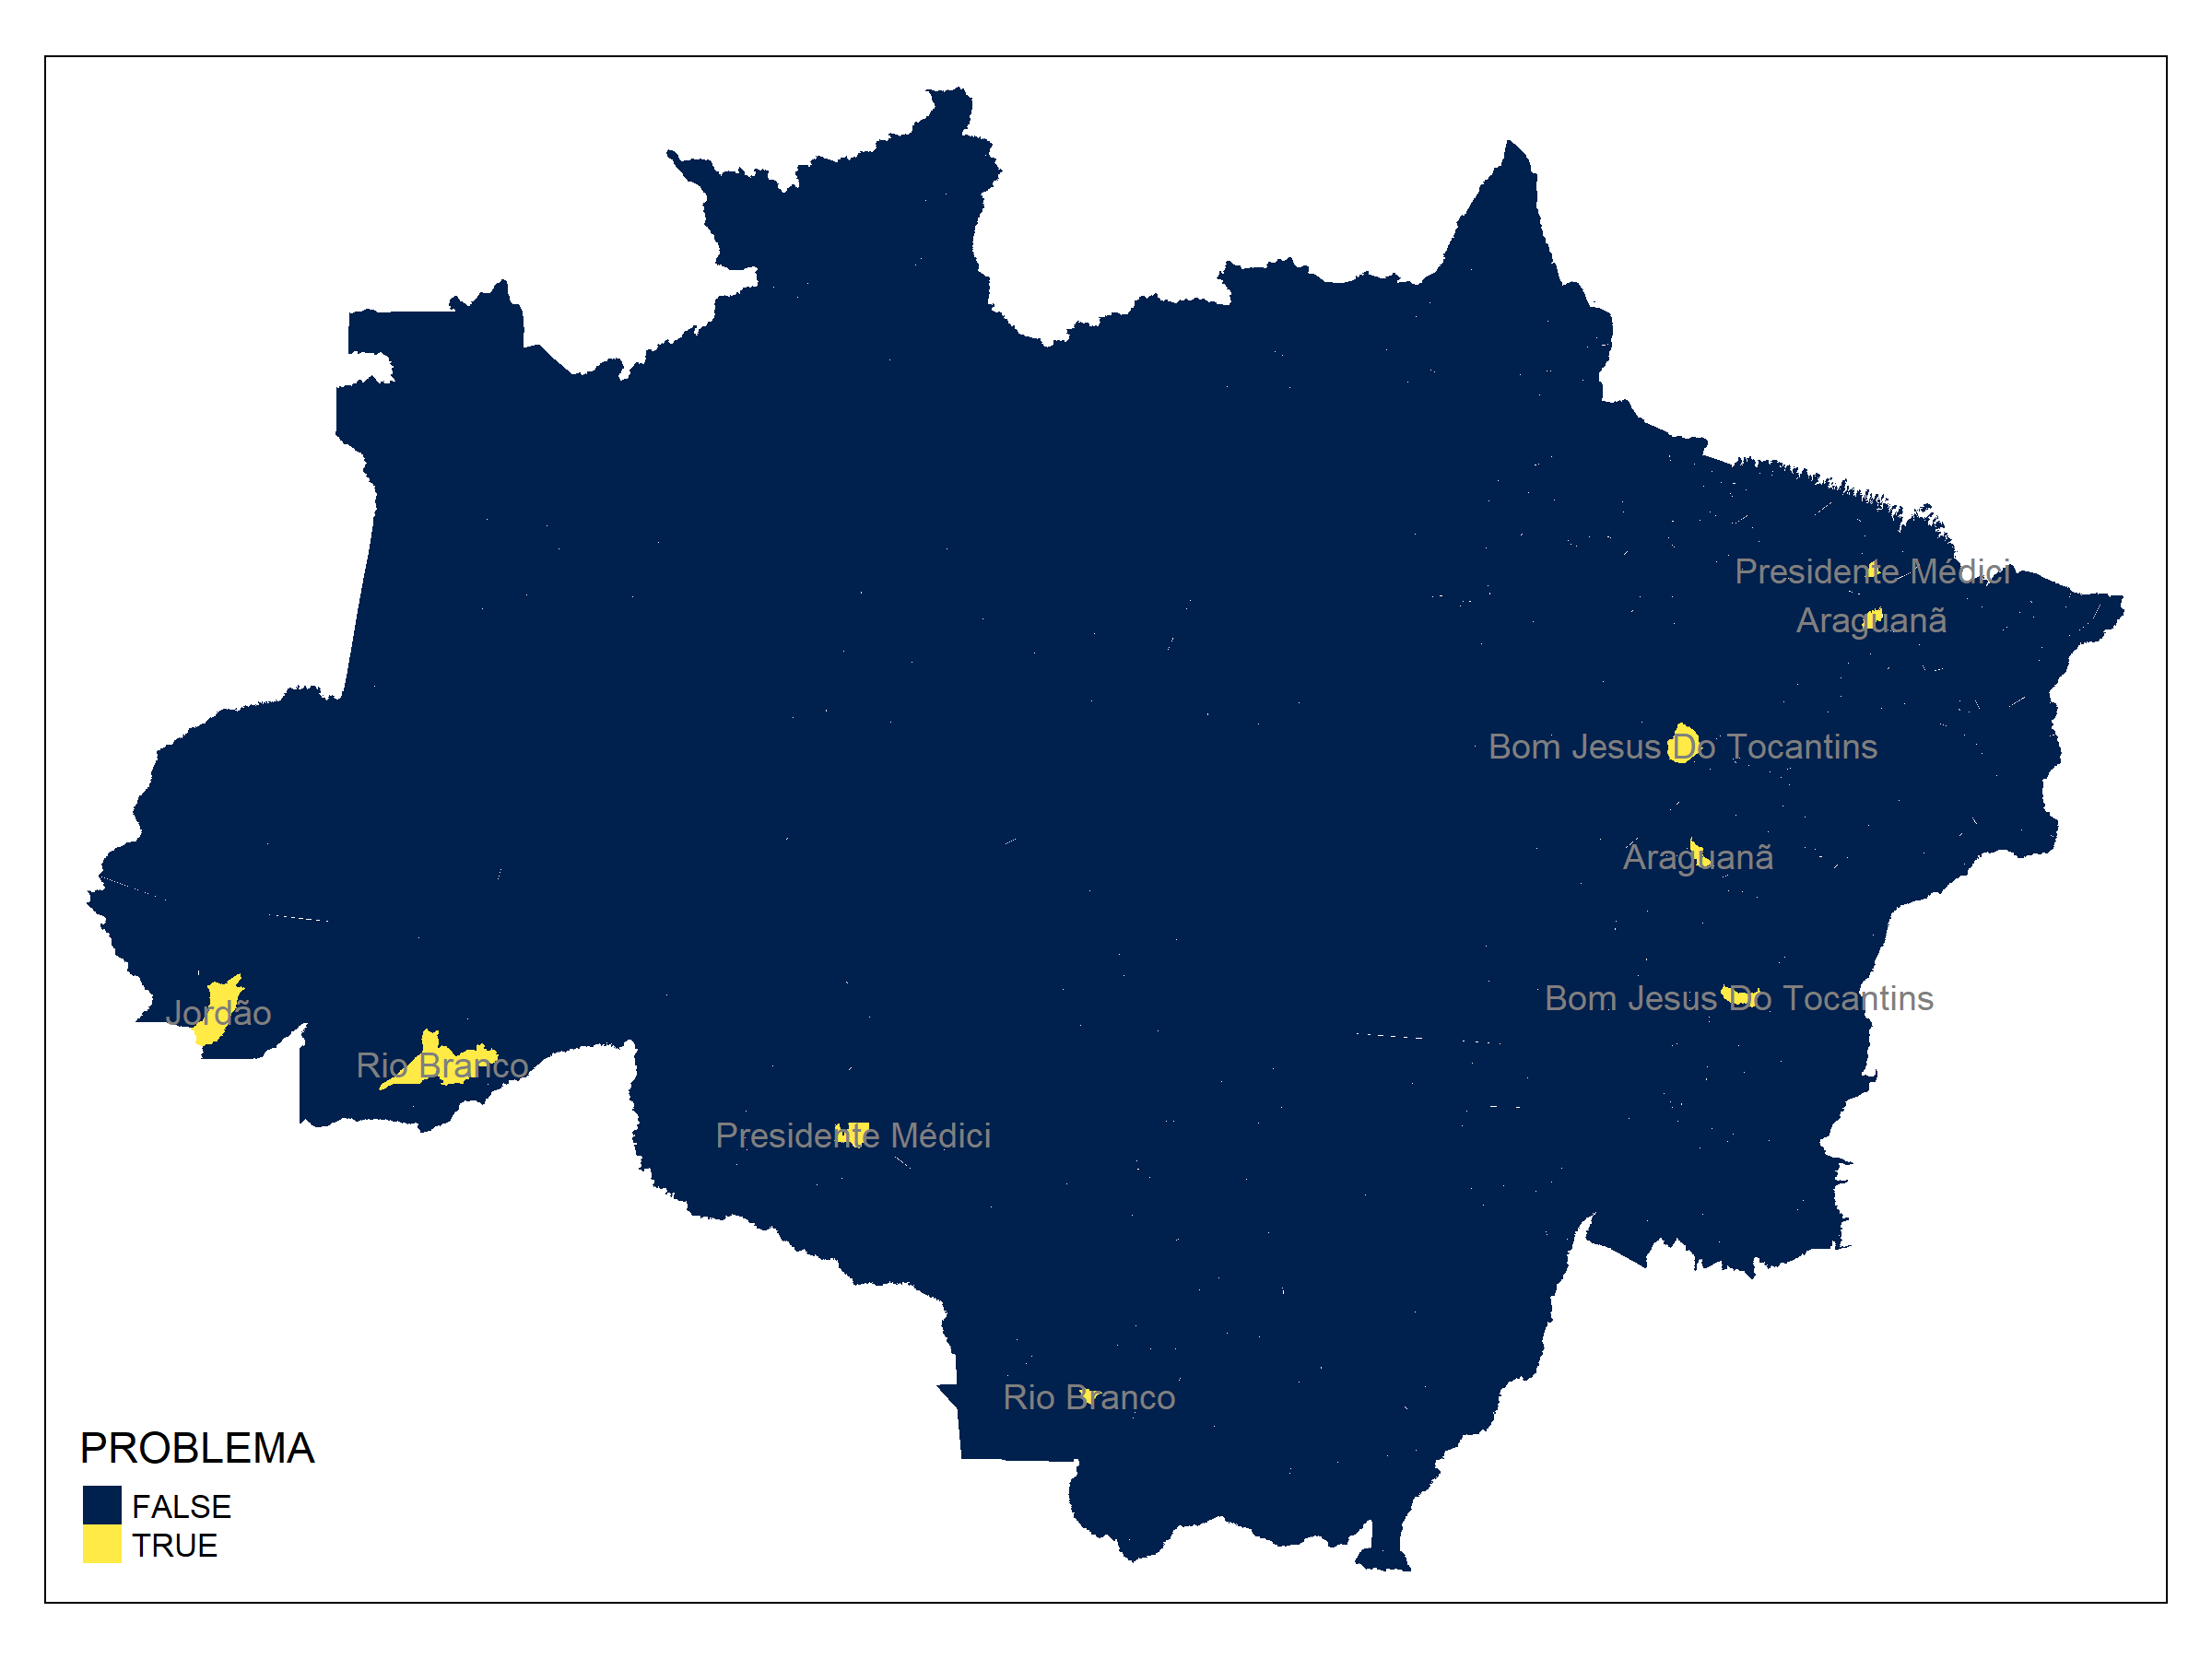 Presidente Médici
Araguanã
Bom Jesus Do Tocantins
Araguanã
Bom Jesus Do Tocantins
Jordão
Rio Branco
Presidente Médici
Rio Branco
PROBLEMA
FALSE
TRUE